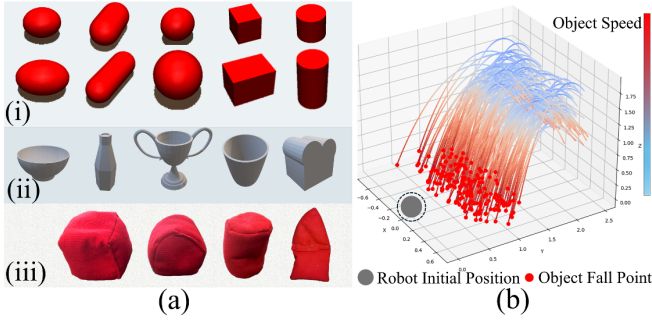 (i)
(ii)
(iii)
(a)
Object Speed
1.75
1.50
1.25
1.00
0.75
0.50
0.25
0.00
Z
−0.6
−0.4
−0.2
0.0
0.2
0.4
0.6
X
0.0
0.5
1.0
1.5
2.0
2.5
Y
Robot Initial Position
Object Fall Point
(b)